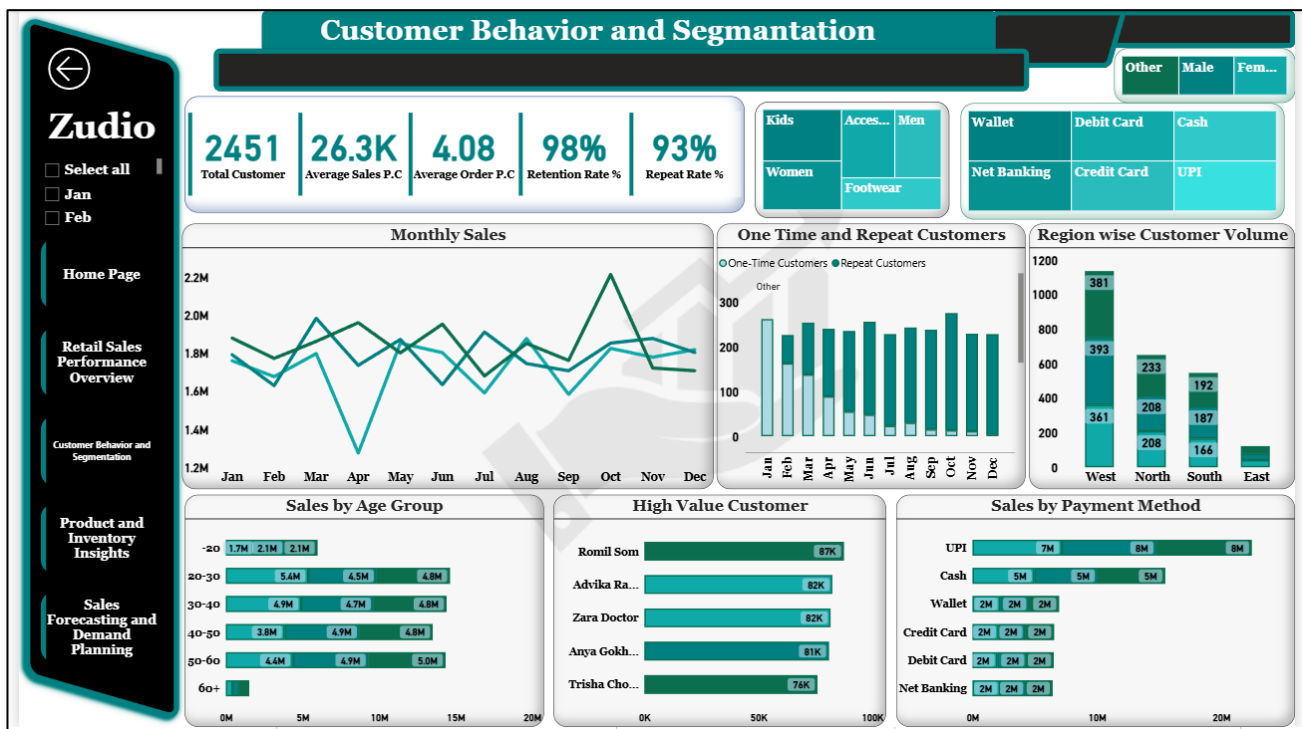 Customer Behavior and Segmantation
Zudio
Select all
Jan
Feb
Home Page
Retail Sales
Performance
Overview
Customer Behavior and
Segmentation
Product and
Inventory
Insights
Sales
Forecasting and
Demand
Planning
Other Male Fem...
2451 26.3K 4.08 98% 93%
Total Customer Average Sales P.C Average Order P.C Retention Rate % Repeat Rate %
Kids Acces... Men
Women
Footwear
Wallet Debit Card Cash
Net Banking Credit Card UPI
Monthly Sales
2.2M
2.0M
1.8M
1.6M
1.4M
1.2M
Jan Feb Mar Apr May Jun Jul Aug Sep Oct Nov Dec
One Time and Repeat Customers
One-Time Customers Repeat Customers
Other
300
200
100
0
Jan Feb Mar Apr May Jun Jul Aug Sep Oct Nov Dec
Region wise Customer Volume
1200
1000
800
600
400
200
0
381
393
361
233
208
208
192
187
166
West North South East
Sales by Age Group
-20 1.7M 2.1M 2.1M
20-30 5.4M 4.5M 4.8M
30-40 4.9M 4.7M 4.8M
40-50 3.8M 4.9M 4.8M
50-60 4.4M 4.9M 5.0M
60+
0M 5M 10M 15M 20M
High Value Customer
Romil Som 87K
Advika Ra... 82K
Zara Doctor 82K
Anya Gokh... 81K
Trisha Cho... 76K
0K 50K 100K
Sales by Payment Method
UPI 7M 8M 8M
Cash 5M 5M 5M
Wallet 2M 2M 2M
Credit Card 2M 2M 2M
Debit Card 2M 2M 2M
Net Banking 2M 2M 2M
0M 10M 20M